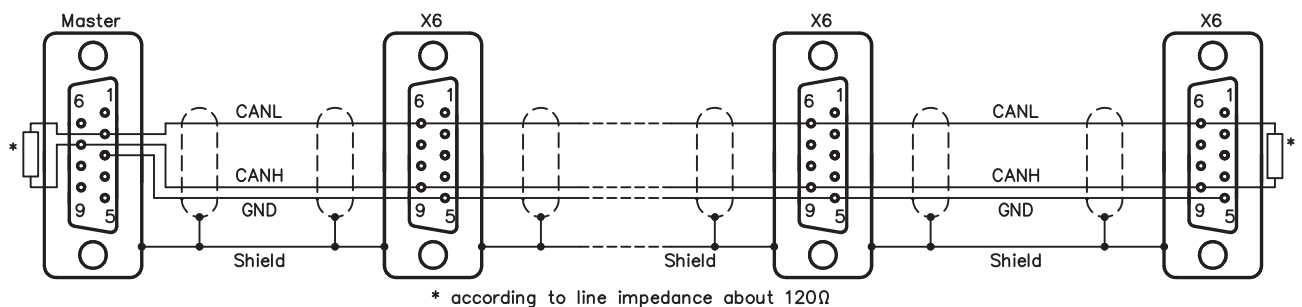 Master X6 X6 X6
6 1 6 1 6 1 6 1
CANL CANL
* *
CANH CANH
9 5 GND 9 5 9 5 GND 9 5
Shield Shield Shield
* according to line impedance about 120Ω